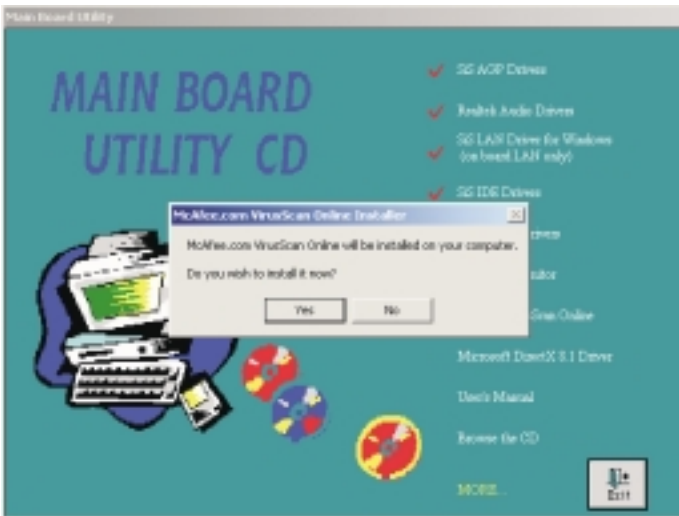 Main Board Utility
MAIN BOARD
UTILITY CD
SiS AGP Drivers
Realtek Audio Drivers
SiS LAN Driver for Windows
(on board LAN only)
SiS IDE Drivers
McAfee.com VirusScan Online Installer
McAfee.com VirusScan Online will be installed on your computer.
Do you wish to install it now?
Yes
No
Scan Online
Microsoft DirectX 8.1 Driver
User's Manual
Browse the CD
MORE...
Exit